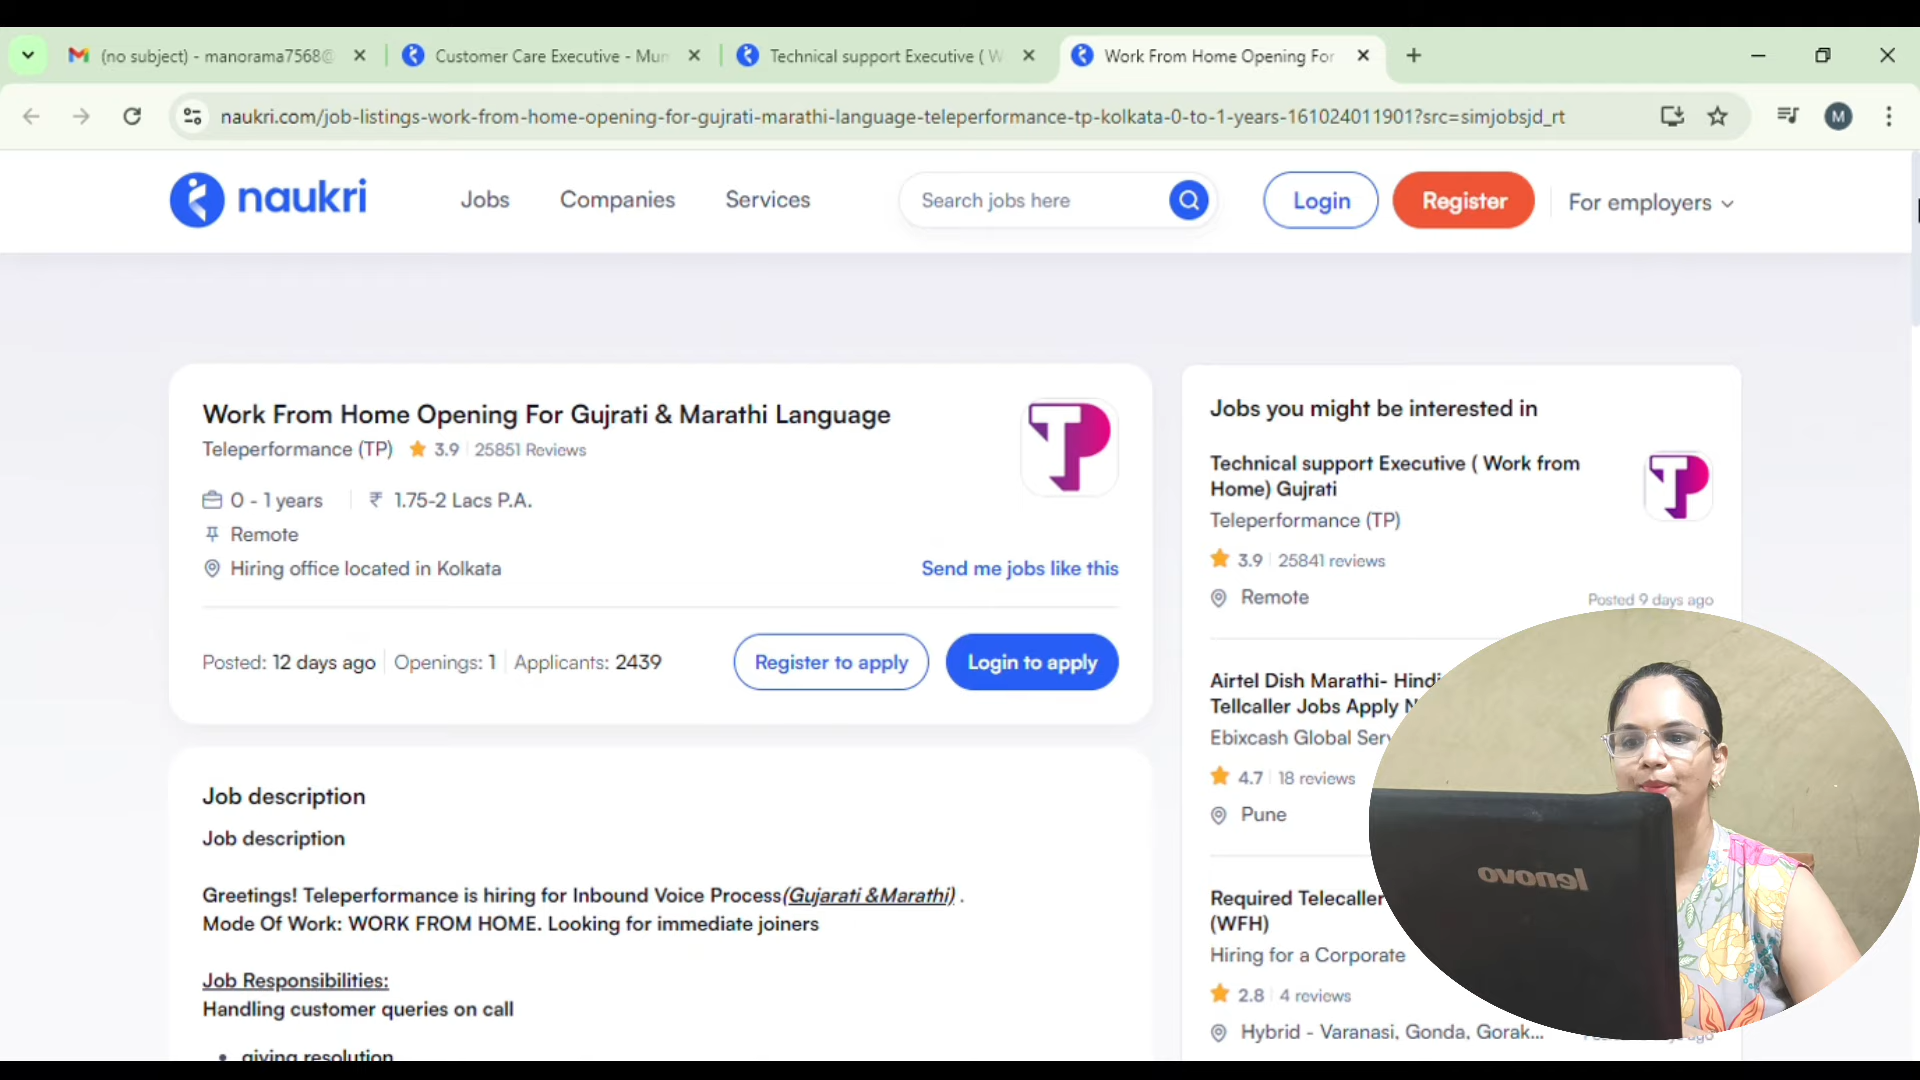 (no subject) - manorama7568@
Customer Care Executive - Mum
Technical support Executive ( W
Work From Home Opening For
naukri.com/job-listings-work-from-home-opening-for-gujrati-marathi-language-teleperformance-tp-kolkata-0-to-1-years-161024011901?src=simjobsjd_rt
M
naukri
Jobs
Companies
Services
Search jobs here
Login
Register
For employers
Work From Home Opening For Gujrati & Marathi Language
Teleperformance (TP) 3.9 25851 Reviews
0 - 1 years ₹ 1.75-2 Lacs P.A.
Remote
Hiring office located in Kolkata
Send me jobs like this
Posted: 12 days ago Openings: 1 Applicants: 2439
Register to apply
Login to apply
Job description
Job description
Greetings! Teleperformance is hiring for Inbound Voice Process(Gujarati &Marathi) .
Mode Of Work: WORK FROM HOME. Looking for immediate joiners
Job Responsibilities:
Handling customer queries on call
giving resolution
Jobs you might be interested in
Technical support Executive ( Work from
Home) Gujrati
Teleperformance (TP)
3.9 25841 reviews
Remote
Posted 9 days ago
Airtel Dish Marathi- Hindi
Tellcaller Jobs Apply N
Ebixcash Global Serv
4.7 18 reviews
Pune
Required Telecaller
(WFH)
Hiring for a Corporate
2.8 4 reviews
Hybrid - Varanasi, Gonda, Gorak...
lenovo